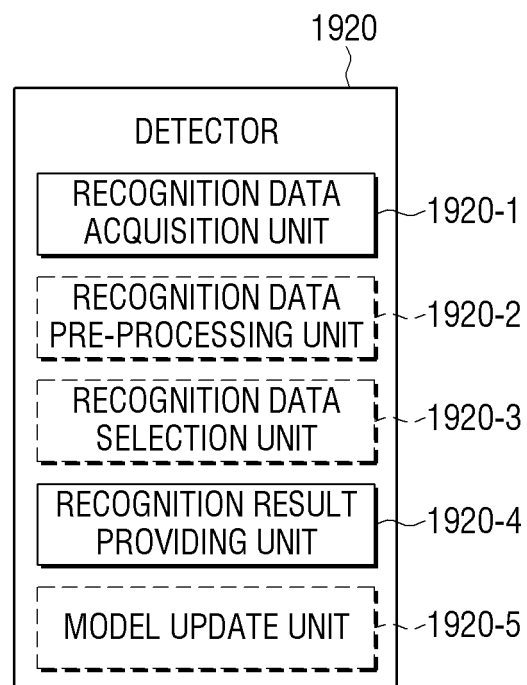 1920
DETECTOR
RECOGNITION DATA
ACQUISITION UNIT
1920-1
RECOGNITION DATA
PRE-PROCESSING UNIT
1920-2
RECOGNITION DATA
SELECTION UNIT
1920-3
RECOGNITION RESULT
PROVIDING UNIT
1920-4
MODEL UPDATE UNIT
1920-5